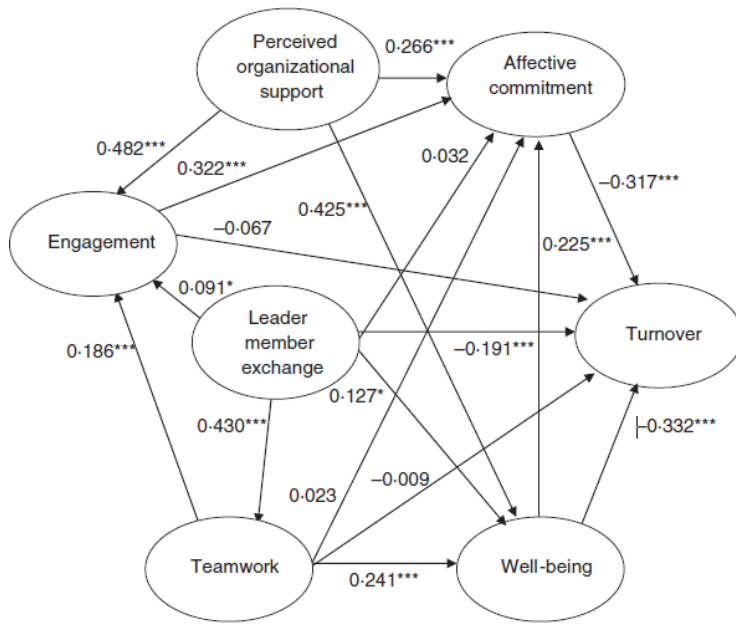 Perceived
organizational
support
0·266***
Affective
commitment
0·482***
0·322***
0·032
−0·317***
0·425***
Engagement
−0·067
0·225***
0·091*
Leader
member
exchange
Turnover
−0·191***
0·186***
0·127*
0·430***
−0·332***
−0·009
0·023
Teamwork
Well-being
0·241***